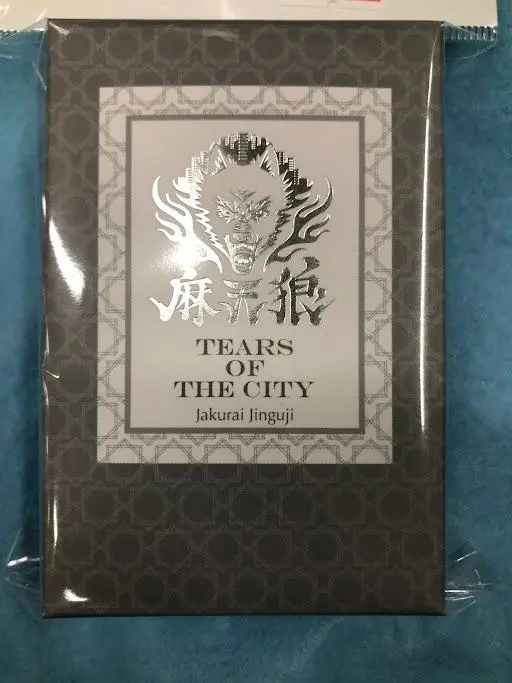 麻天狼
TEARS
OF
THE CITY
Jakurai Jinguji